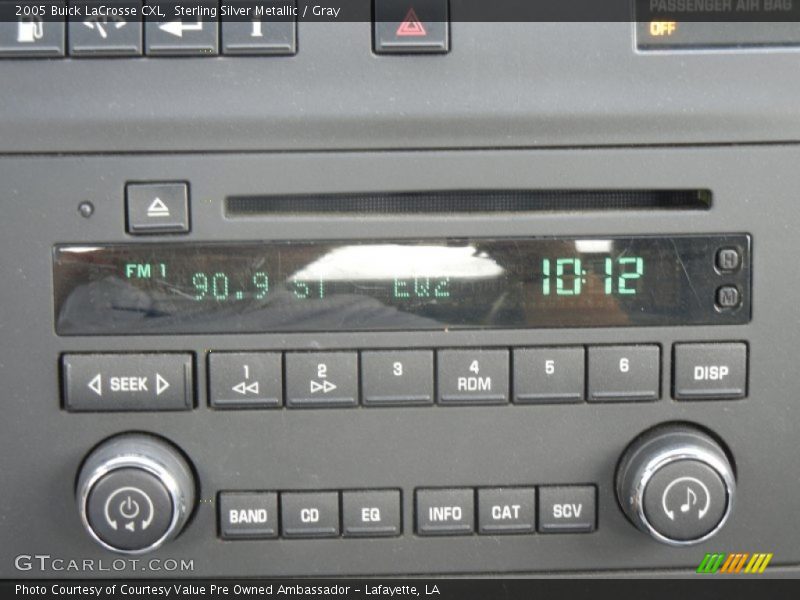 2005 Buick LaCrosse CXL, Sterling Silver Metallic / Gray
PASSENGER AIR BAG
OFF
FM 1
90.9 ST EQ2
10:12
H
M
SEEK
1
2
3
4
RDM
5
6
DISP
BAND
CD
EQ
INFO
CAT
SCV
GTCARLOT.COM
Photo Courtesy of Courtesy Value Pre Owned Ambassador - Lafayette, LA